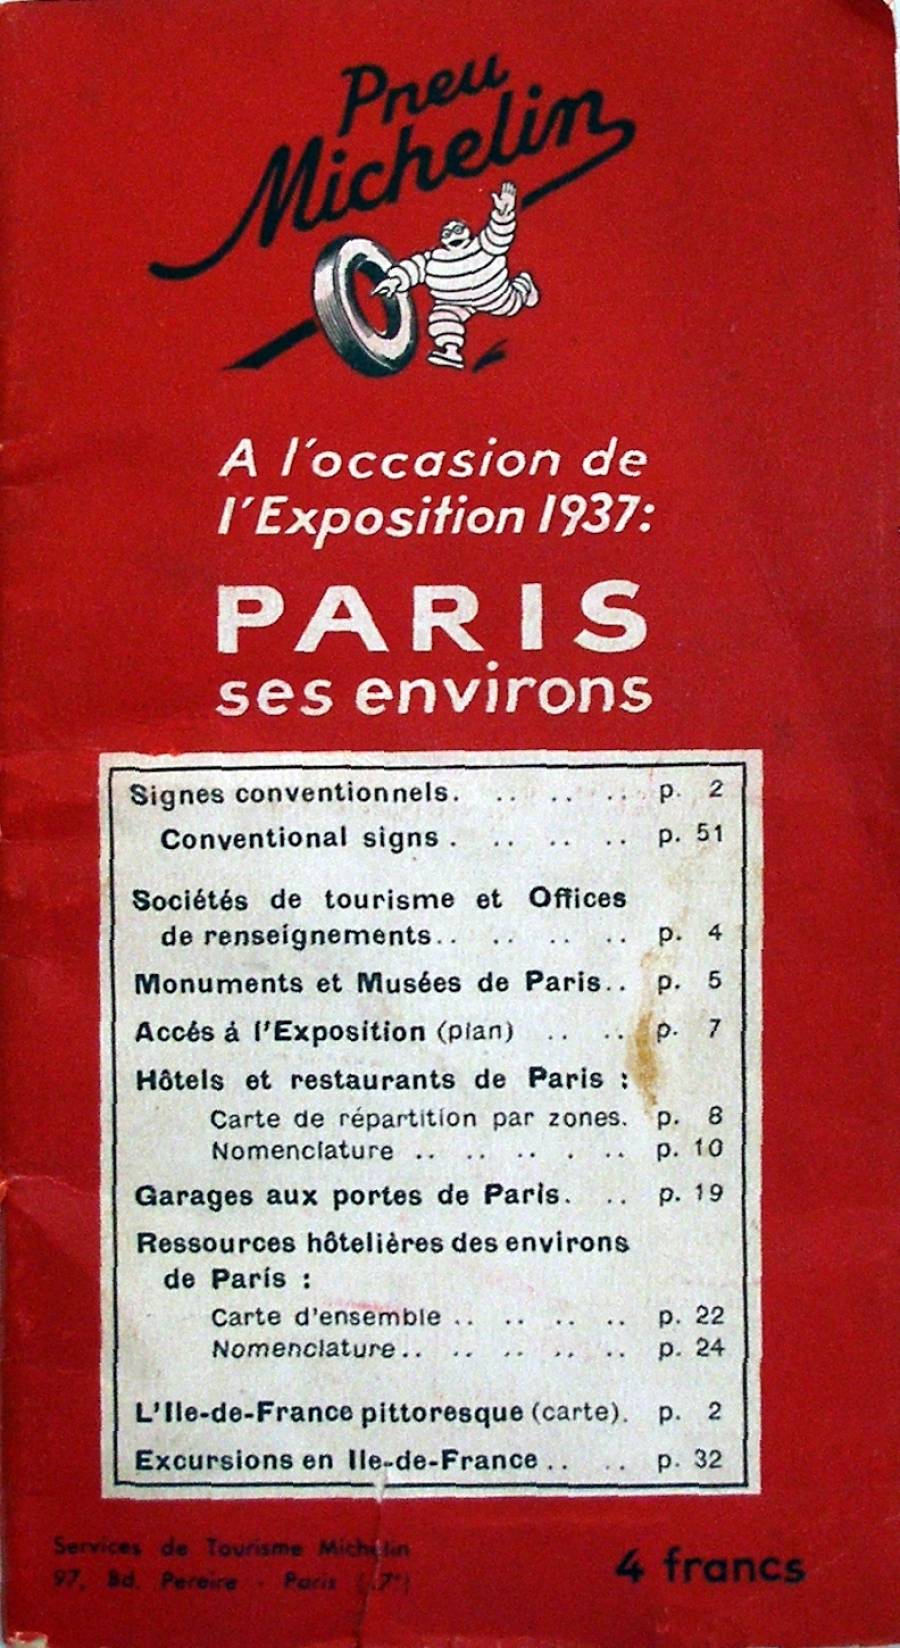 Pneu
Michelin
A l'occasion de
l'Exposition 1937:
PARIS
ses environs
Signes conventionnels. .. .. .. p. 2
Conventional signs . .. .. .. p. 51
Sociétés de tourisme et Offices
de renseignements.. .. .. .. p. 4
Monuments et Musées de Paris.. p. 5
Accès à l'Exposition (plan) .. .. p. 7
Hôtels et restaurants de Paris :
Carte de répartition par zones. p. 8
Nomenclature .. .. .. . .. p. 10
Garages aux portes de Paris. .. p. 19
Ressources hôtelières des environs
de Paris :
Carte d'ensemble .. .. .. .. p. 22
Nomenclature.. .. .. .. .. p. 24
L'Ile-de-France pittoresque (carte). p. 2
Excursions en Ile-de-France .. .. p. 32
Services de Tourisme Michelin
97, Bd. Pereire - Paris
4 francs